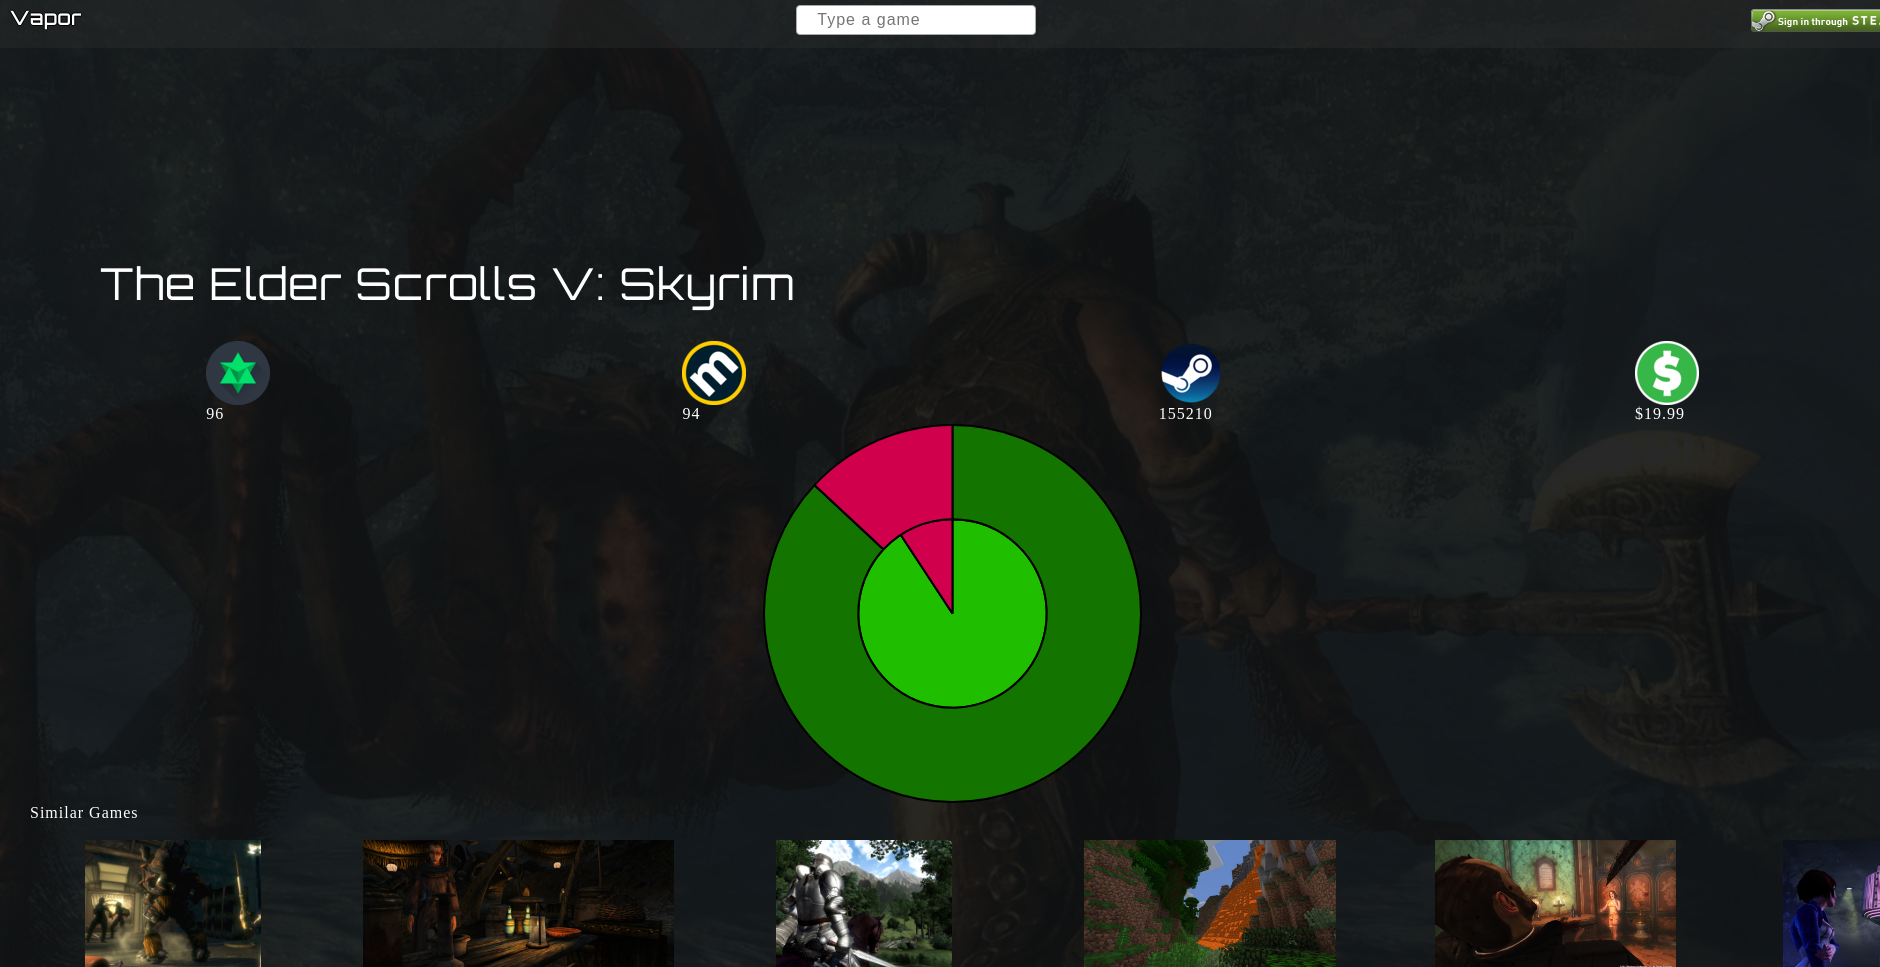 Vapor
Type a game
Sign in through STE
The Elder Scrolls V: Skyrim
96
94
155210
$19.99
Similar Games